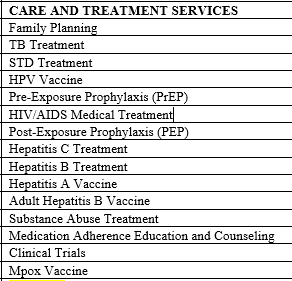 CARE AND TREATMENT SERVICES
Family Planning
TB Treatment
STD Treatment
HPV Vaccine
Pre-Exposure Prophylaxis (PrEP)
HIV/AIDS Medical Treatment
Post-Exposure Prophylaxis (PEP)
Hepatitis C Treatment
Hepatitis B Treatment
Hepatitis A Vaccine
Adult Hepatitis B Vaccine
Substance Abuse Treatment
Medication Adherence Education and Counseling
Clinical Trials
Mpox Vaccine